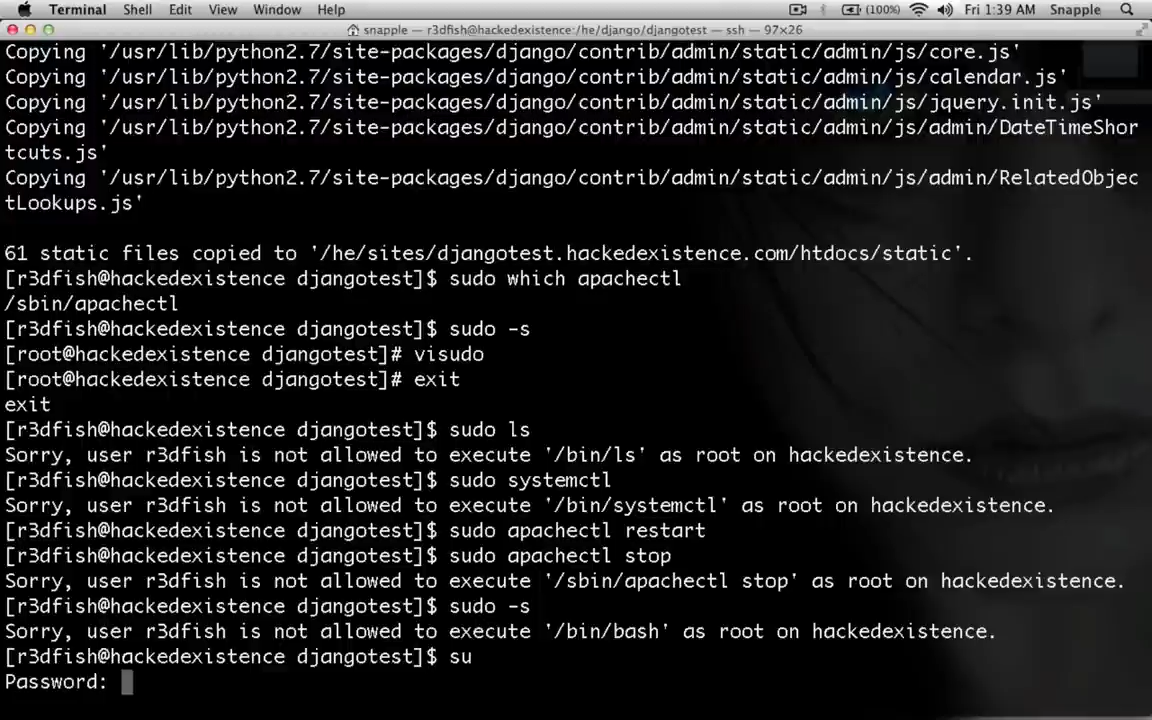 Terminal Shell Edit View Window Help (100%) Fri 1:39 AM Snapple
snapple — r3dfish@hackedexistence:/he/django/djangotest — ssh — 97×26
Copying '/usr/lib/python2.7/site-packages/django/contrib/admin/static/admin/js/core.js'
Copying '/usr/lib/python2.7/site-packages/django/contrib/admin/static/admin/js/calendar.js'
Copying '/usr/lib/python2.7/site-packages/django/contrib/admin/static/admin/js/jquery.init.js'
Copying '/usr/lib/python2.7/site-packages/django/contrib/admin/static/admin/js/admin/DateTimeShor
tcuts.js'
Copying '/usr/lib/python2.7/site-packages/django/contrib/admin/static/admin/js/admin/RelatedObjec
tLookups.js'
61 static files copied to '/he/sites/djangotest.hackedexistence.com/htdocs/static'.
[r3dfish@hackedexistence djangotest]$ sudo which apachectl
/sbin/apachectl
[r3dfish@hackedexistence djangotest]$ sudo -s
[root@hackedexistence djangotest]# visudo
[root@hackedexistence djangotest]# exit
exit
[r3dfish@hackedexistence djangotest]$ sudo ls
Sorry, user r3dfish is not allowed to execute '/bin/ls' as root on hackedexistence.
[r3dfish@hackedexistence djangotest]$ sudo systemctl
Sorry, user r3dfish is not allowed to execute '/bin/systemctl' as root on hackedexistence.
[r3dfish@hackedexistence djangotest]$ sudo apachectl restart
[r3dfish@hackedexistence djangotest]$ sudo apachectl stop
Sorry, user r3dfish is not allowed to execute '/sbin/apachectl stop' as root on hackedexistence.
[r3dfish@hackedexistence djangotest]$ sudo -s
Sorry, user r3dfish is not allowed to execute '/bin/bash' as root on hackedexistence.
[r3dfish@hackedexistence djangotest]$ su
Password: